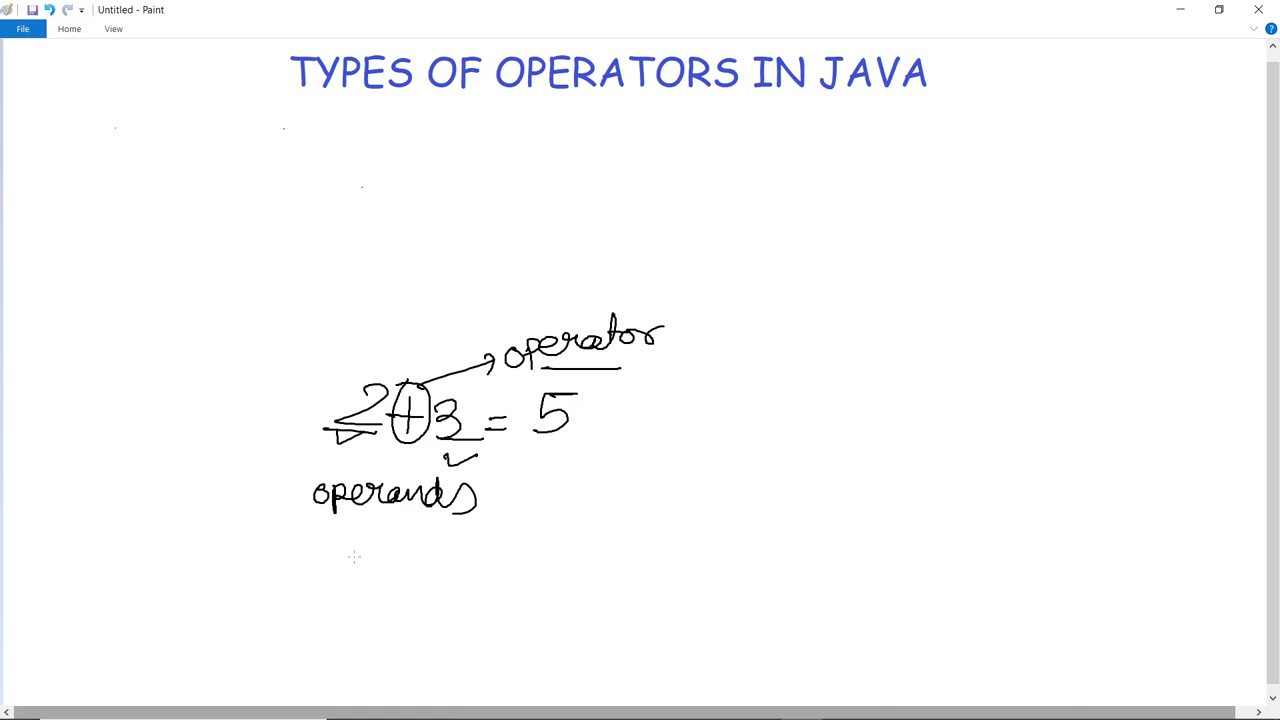 Untitled - Paint
File Home View
TYPES OF OPERATORS IN JAVA
operator
2+3 = 5
operands